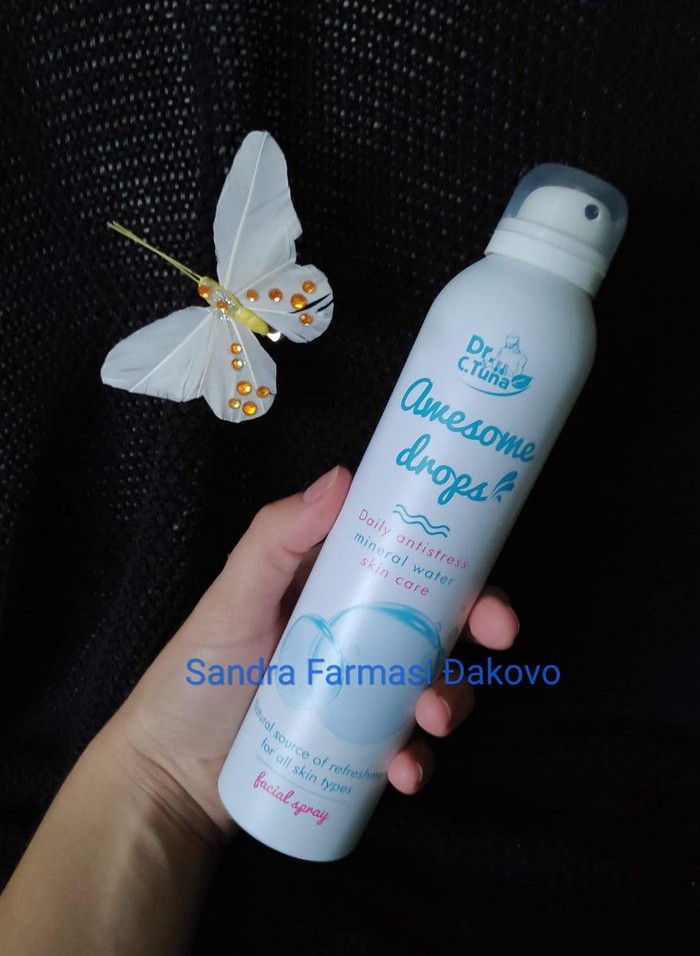 Dr.
C.Tuna
Awesome
drops
Daily antistress
mineral water
skin care
Sandra Farmasi Đakovo
natural source of refreshment
for all skin types
facial spray